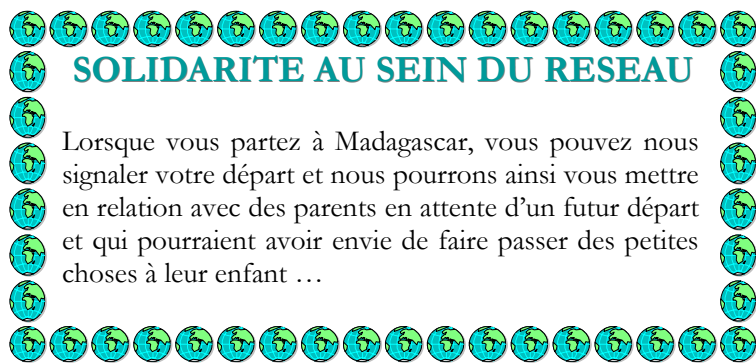 SOLIDARITE AU SEIN DU RESEAU
Lorsque vous partez à Madagascar, vous pouvez nous
signaler votre départ et nous pourrons ainsi vous mettre
en relation avec des parents en attente d’un futur départ
et qui pourraient avoir envie de faire passer des petites
choses à leur enfant …